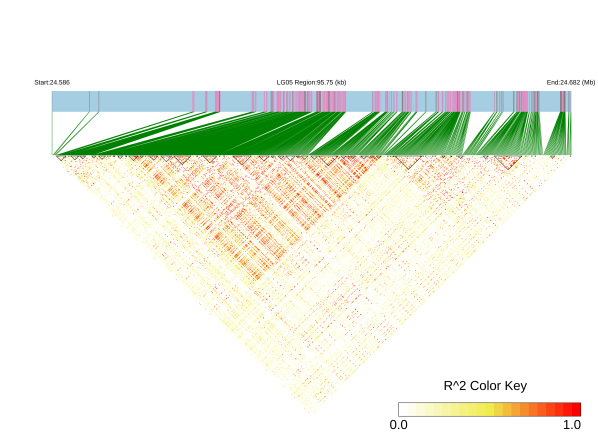 Start:24.586 LG05 Region:95.75 (kb) End:24.682 (Mb)
R^2 Color Key
0.0 1.0